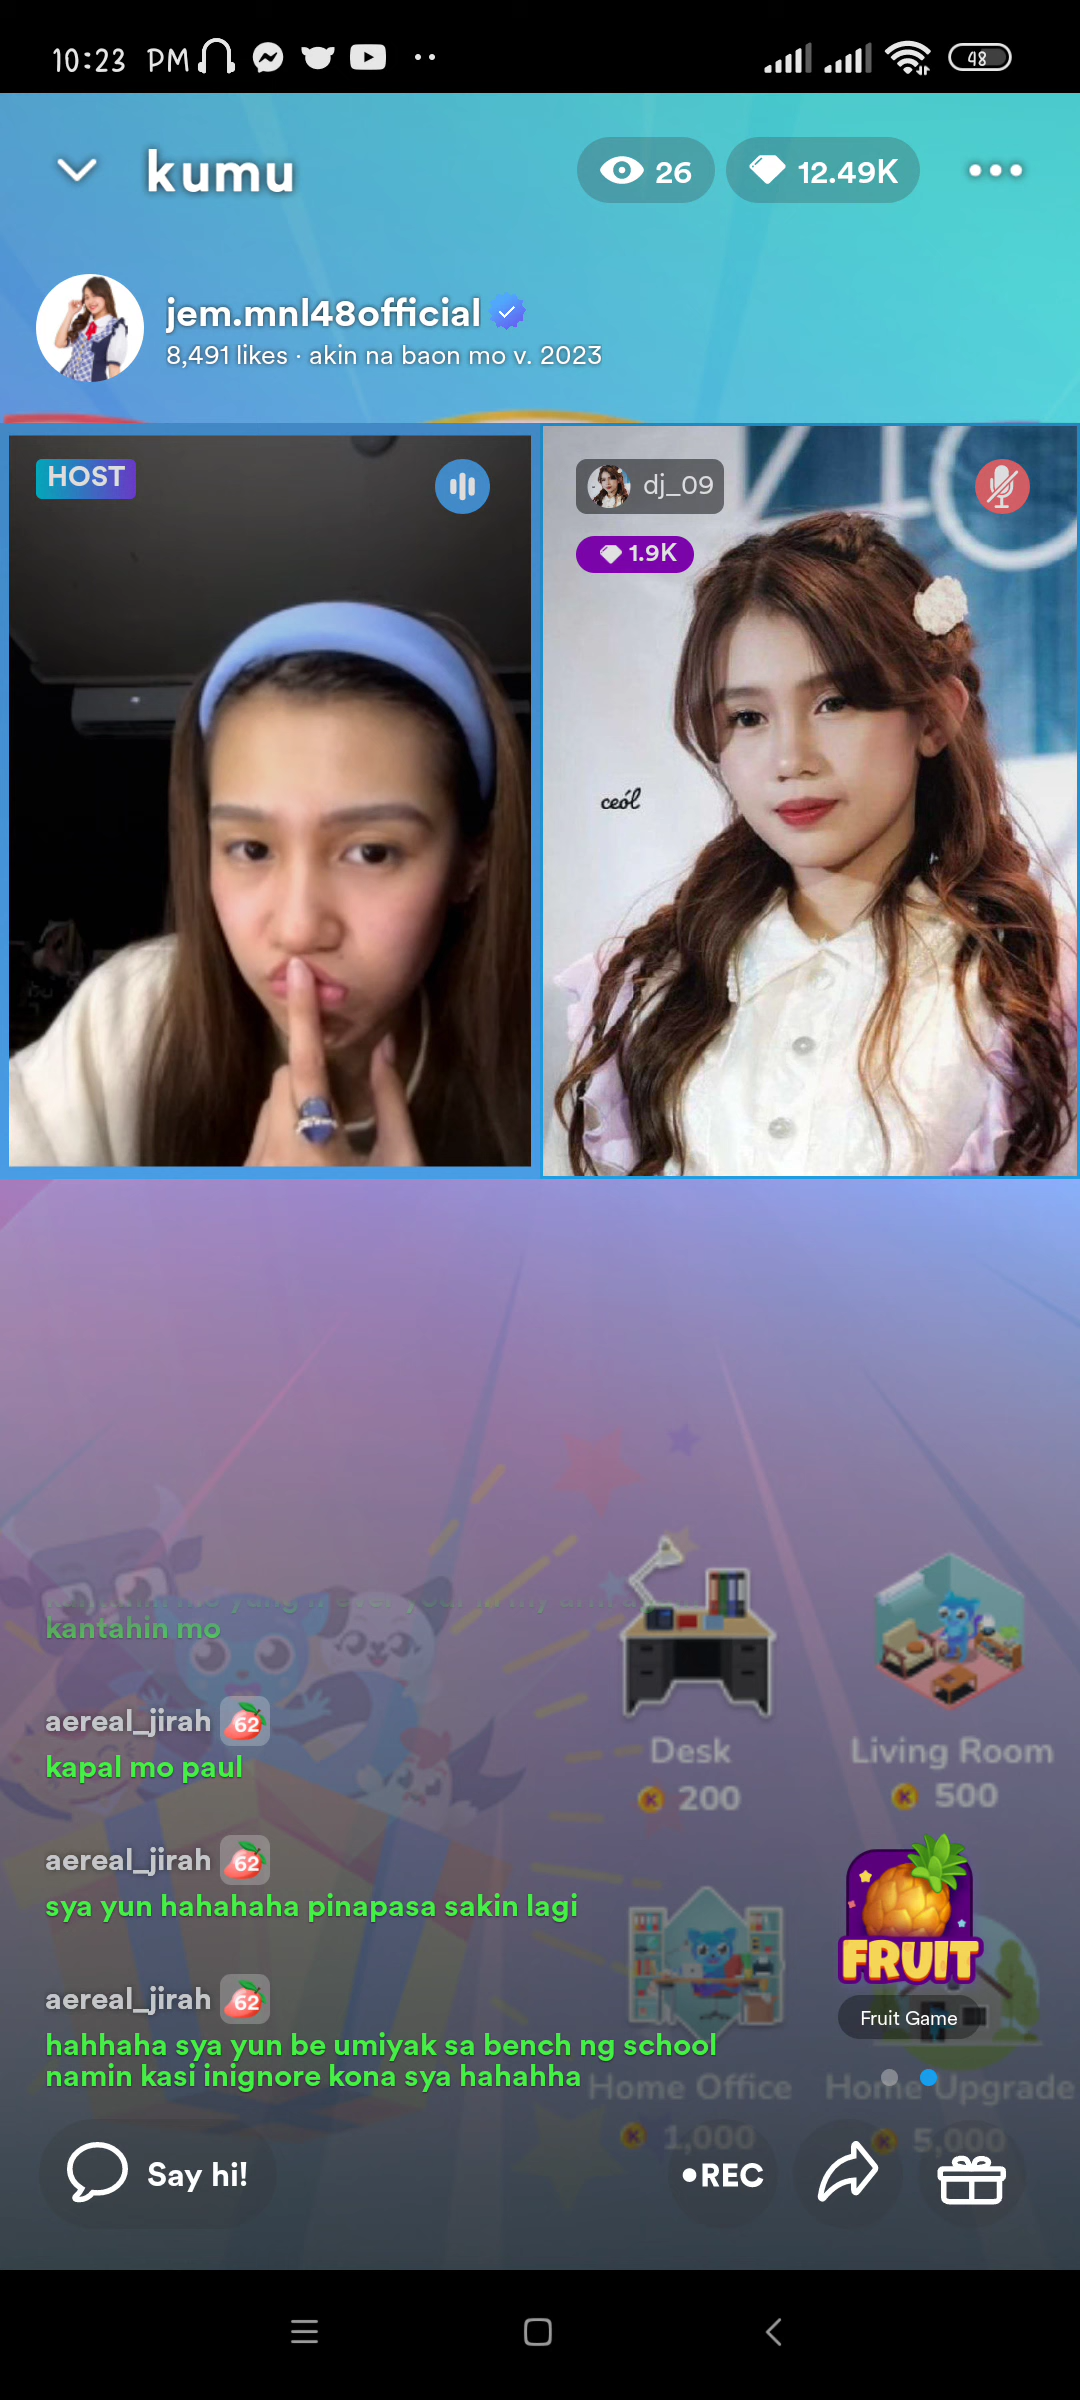 10:23 PM
48
kumu
26
12.49K
jem.mnl48official
8,491 likes · akin na baon mo v. 2023
HOST
dj_09
1.9K
ceól
kantahin mo
aereal_jirah 62
kapal mo paul
aereal_jirah 62
sya yun hahahaha pinapasa sakin lagi
aereal_jirah 62
hahhaha sya yun be umiyak sa bench ng school
namin kasi inignore kona sya hahahha
Desk
200
Living Room
500
FRUIT
Fruit Game
Home Office
1,000
Home Upgrade
5,000
Say hi!
•REC